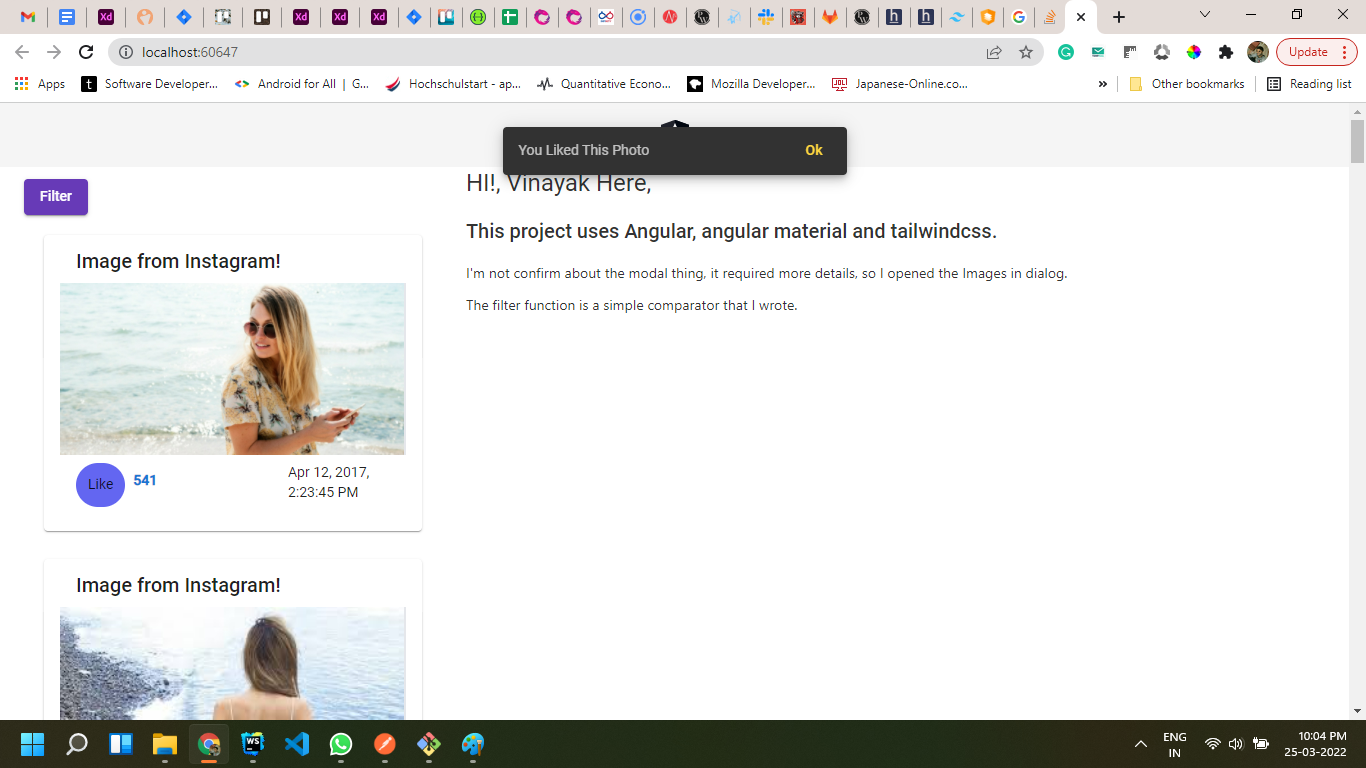 localhost:60647
Update
Apps
Software Developer...
Android for All | G...
Hochschulstart - ap...
Quantitative Econo...
Mozilla Developer...
Japanese-Online.co...
»
Other bookmarks
Reading list
You Liked This Photo
Ok
Filter
HI!, Vinayak Here,
This project uses Angular, angular material and tailwindcss.
I'm not confirm about the modal thing, it required more details, so I opened the Images in dialog.
The filter function is a simple comparator that I wrote.
Image from Instagram!
Like
541
Apr 12, 2017,
2:23:45 PM
Image from Instagram!
ENG
IN
10:04 PM
25-03-2022